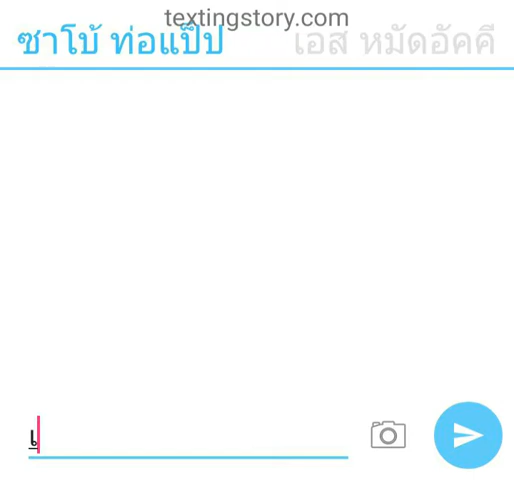 textingstory.com
ซาโบ้ ท่อแป๊ป
เอส หมัดอัคคี
เ